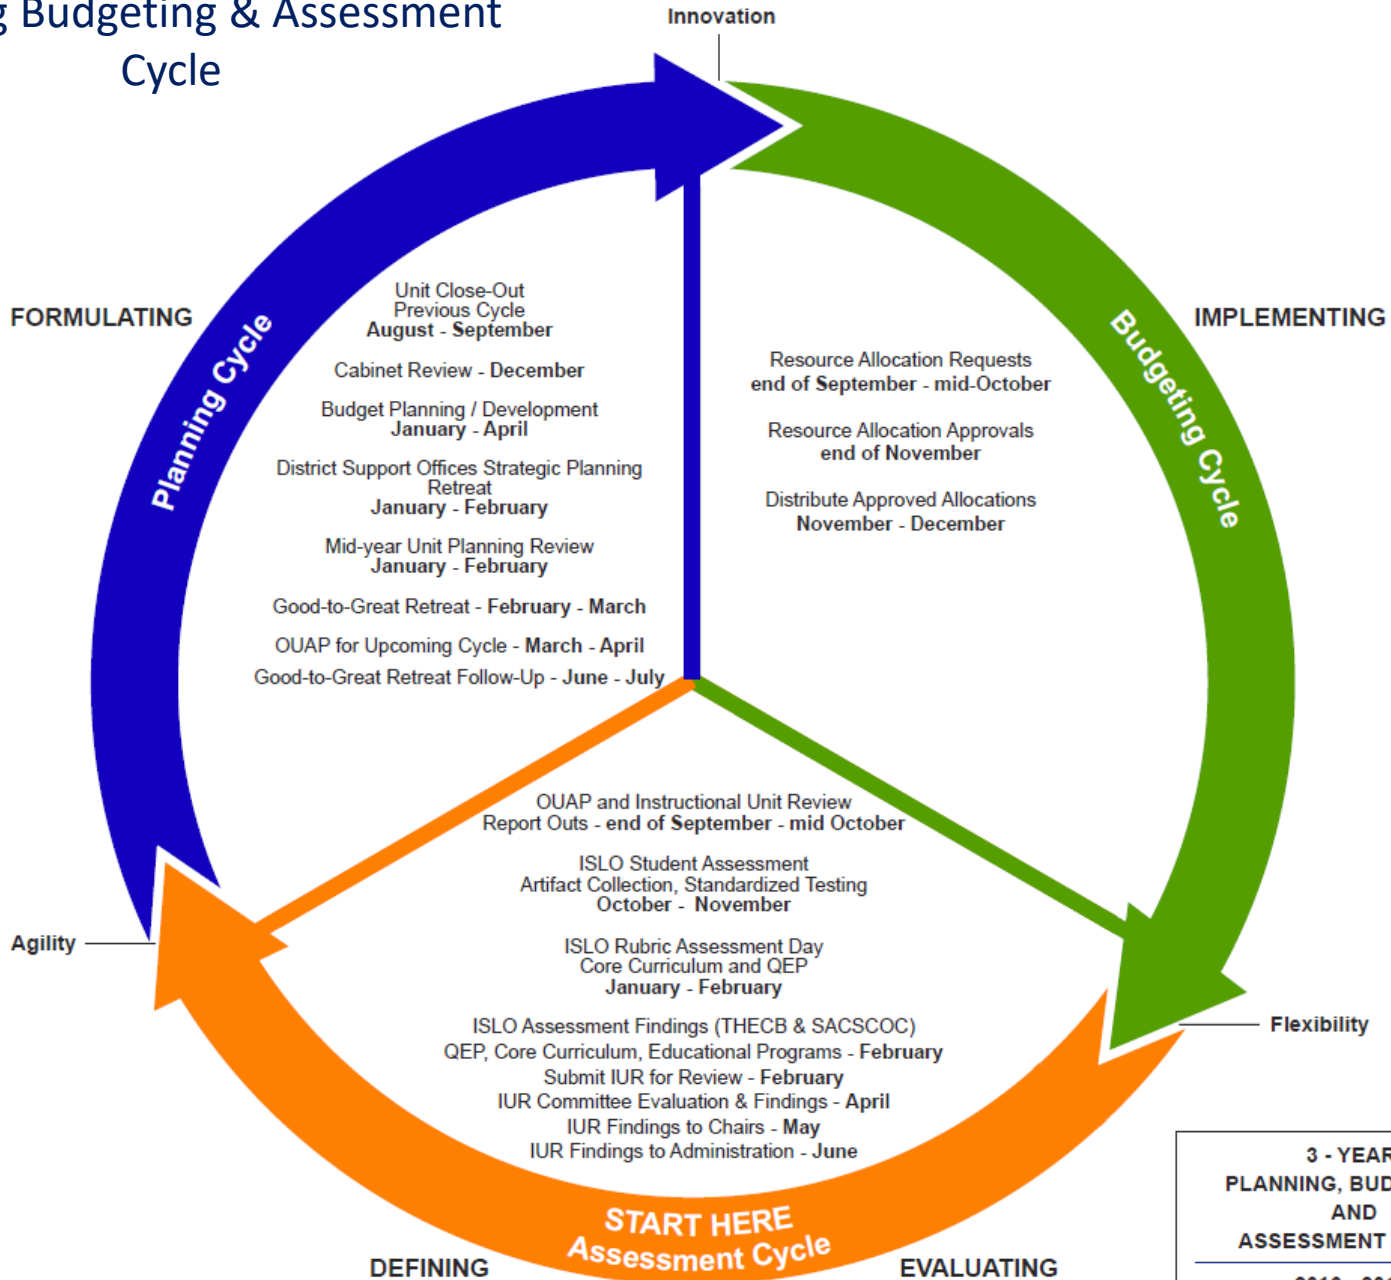 Budgeting & Assessment
Cycle
Innovation
FORMULATING
IMPLEMENTING
Planning Cycle
Unit Close-Out
Previous Cycle
August - September
Cabinet Review - December
Budget Planning / Development
January - April
District Support Offices Strategic Planning
Retreat
January - February
Mid-year Unit Planning Review
January - February
Good-to-Great Retreat - February - March
OUAP for Upcoming Cycle - March - April
Good-to-Great Retreat Follow-Up - June - July
Budgeting Cycle
Resource Allocation Requests
end of September - mid-October
Resource Allocation Approvals
end of November
Distribute Approved Allocations
November - December
OUAP and Instructional Unit Review
Report Outs - end of September - mid October
ISLO Student Assessment
Artifact Collection, Standardized Testing
October - November
ISLO Rubric Assessment Day
Core Curriculum and QEP
January - February
ISLO Assessment Findings (THECB & SACSCOC)
QEP, Core Curriculum, Educational Programs - February
Submit IUR for Review - February
IUR Committee Evaluation & Findings - April
IUR Findings to Chairs - May
IUR Findings to Administration - June
Agility
Flexibility
START HERE
Assessment Cycle
DEFINING
EVALUATING
3 - YEAR
PLANNING,
AND
ASSESSMENT